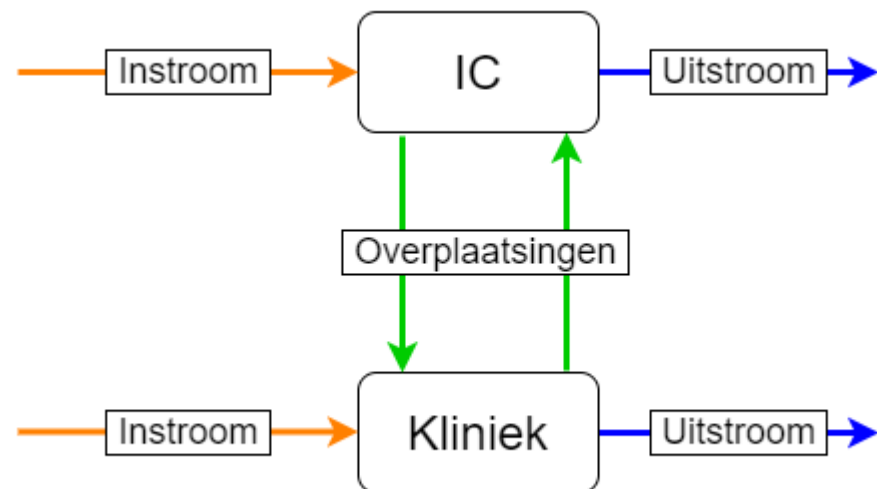 Instroom
IC
Uitstroom
Overplaatsingen
Instroom
Kliniek
Uitstroom